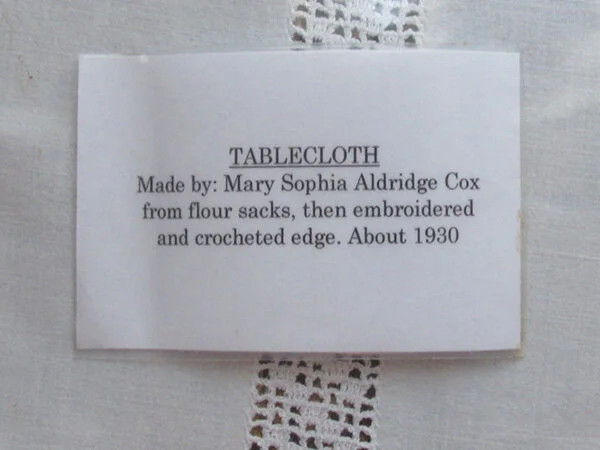 TABLECLOTH
Made by: Mary Sophia Aldridge Cox
from flour sacks, then embroidered
and crocheted edge. About 1930